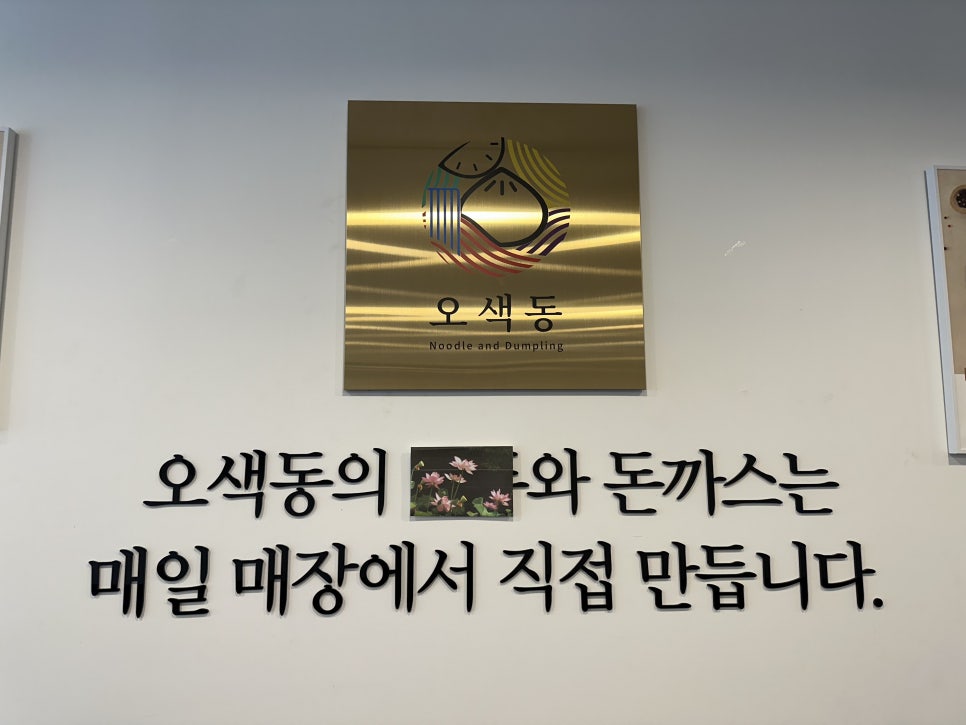 오색동
Noodle and Dumpling
오색동의 와 돈까스는
매일 매장에서 직접 만듭니다.